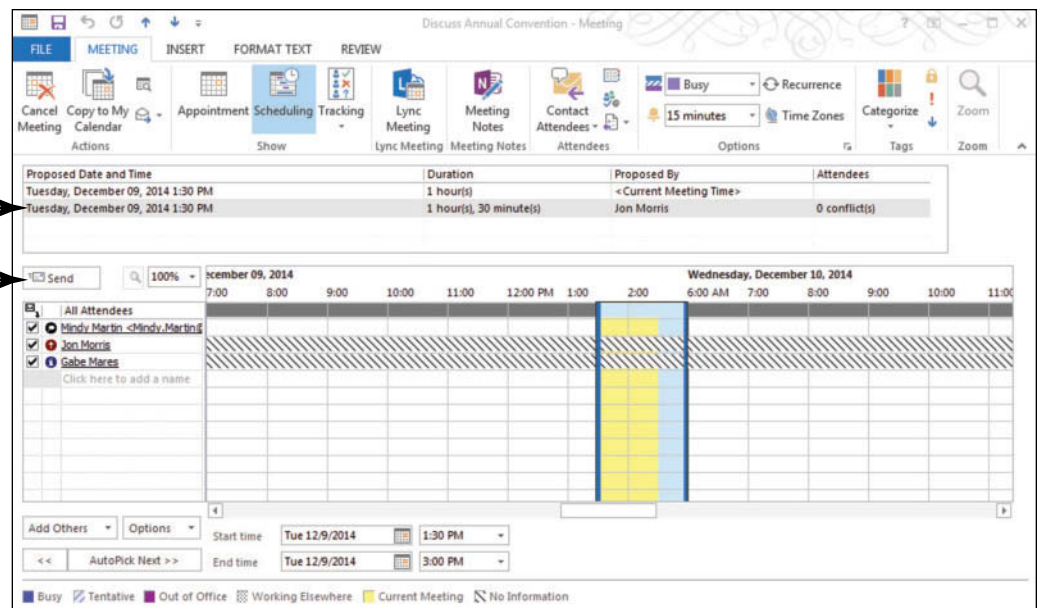 Discuss Annual Convention - Meeting
FILE MEETING INSERT FORMAT TEXT REVIEW
Cancel Meeting Copy to My Calendar Appointment Scheduling Tracking Lync Meeting Meeting Notes Contact Attendees Busy Recurrence Categorize Zoom
15 minutes Time Zones
Actions Show Lync Meeting Meeting Notes Attendees Options Tags Zoom
Proposed Date and Time Duration Proposed By Attendees
Tuesday, December 09, 2014 1:30 PM 1 hour(s) <Current Meeting Time>
Tuesday, December 09, 2014 1:30 PM 1 hour(s), 30 minute(s) Jon Morris 0 conflict(s)
Send 100% ecember 09, 2014 Wednesday, December 10, 2014
7:00 8:00 9:00 10:00 11:00 12:00 PM 1:00 2:00 6:00 AM 7:00 8:00 9:00 10:00 11:00
All Attendees
Mindy Martin <Mindy.Martin
Jon Morris
Gabe Mares
Click here to add a name
Add Others Options Start time Tue 12/9/2014 1:30 PM
<< AutoPick Next >> End time Tue 12/9/2014 3:00 PM
Busy Tentative Out of Office Working Elsewhere Current Meeting No Information